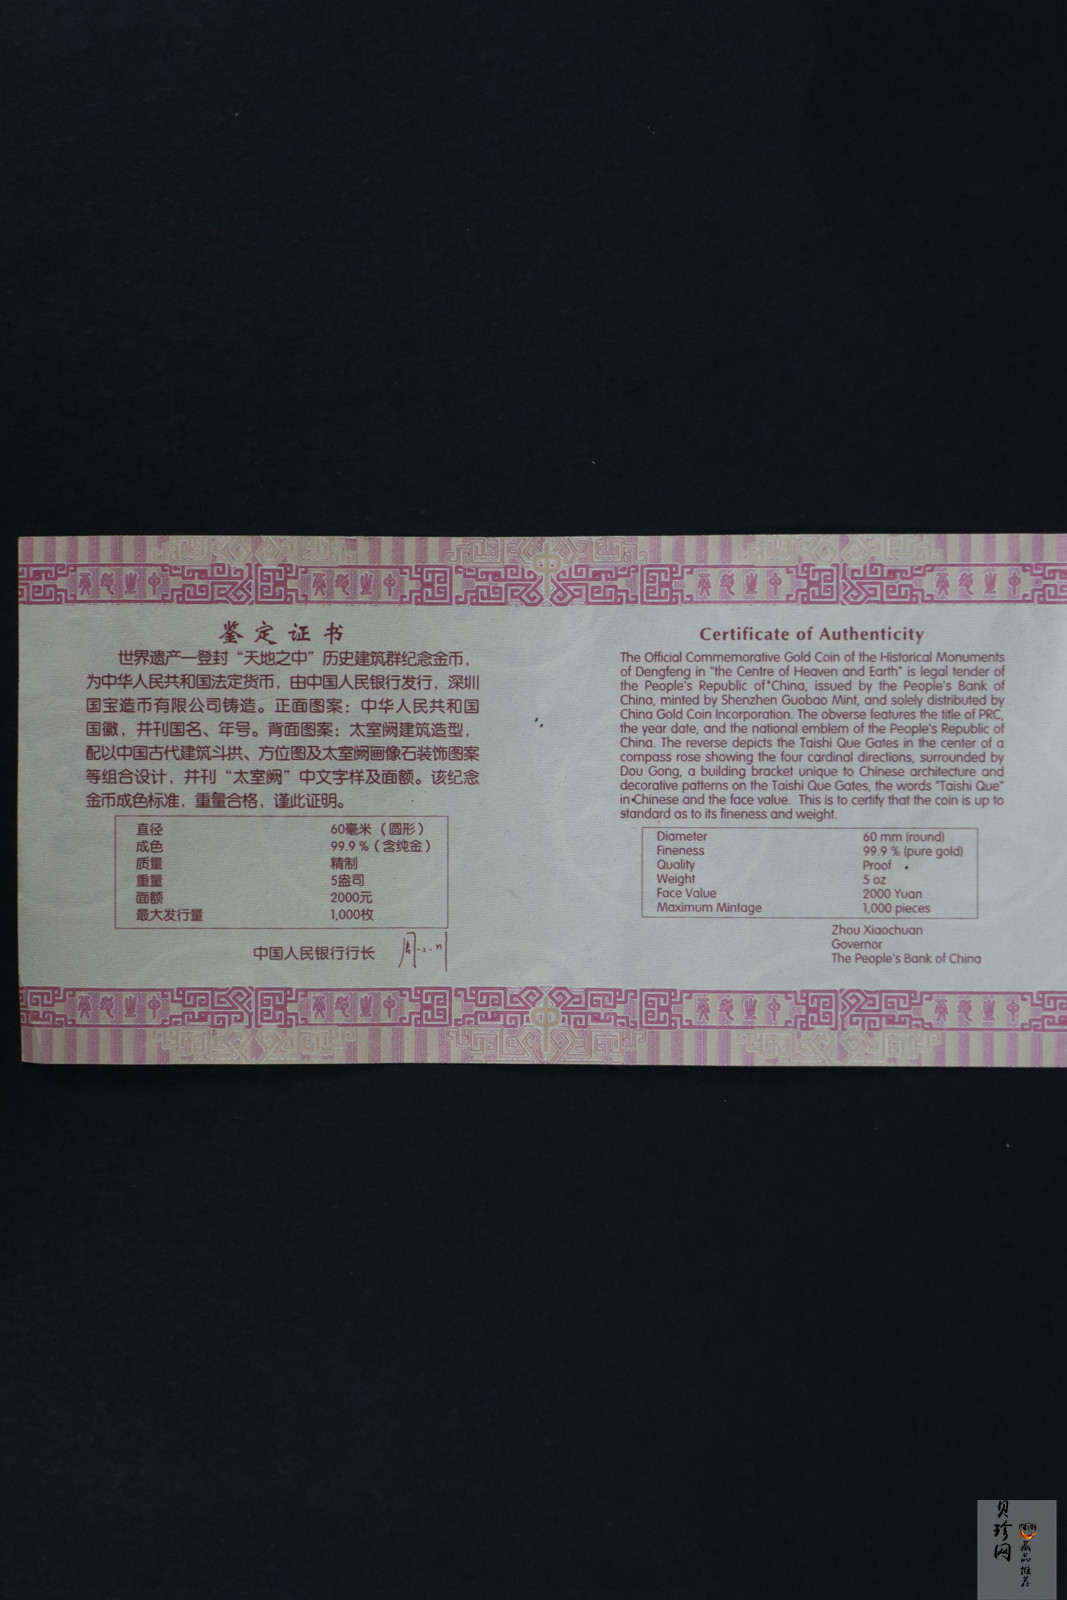 鉴定证书
世界遗产—登封“天地之中”历史建筑群纪念金币，
为中华人民共和国法定货币，由中国人民银行发行，深圳
国宝造币有限公司铸造。正面图案：中华人民共和国
国徽，并刊国名、年号。背面图案：太室阙建筑造型，
配以中国古代建筑斗拱、方位图及太室阙画像石装饰图案
等组合设计，并刊“太室阙”中文字样及面额。该纪念
金币成色标准，重量合格，谨此证明。
直径 60毫米（圆形）
成色 99.9％（含纯金）
质量 精制
重量 5盎司
面额 2000元
最大发行量 1,000枚
中国人民银行行长
Certificate of Authenticity
The Official Commemorative Gold Coin of the Historical Monuments
of Dengfeng in "the Centre of Heaven and Earth" is legal tender of
the People's Republic of China, issued by the People's Bank of
China, minted by Shenzhen Guobao Mint, and solely distributed by
China Gold Coin Incorporation. The obverse features the title of PRC,
the year date, and the national emblem of the People's Republic of
China. The reverse depicts the Taishi Que Gates in the center of a
compass rose showing the four cardinal directions, surrounded by
Dou Gong, a building bracket unique to Chinese architecture and
decorative patterns on the Taishi Que Gates, the words "Taishi Que"
in Chinese and the face value. This is to certify that the coin is up to
standard as to its fineness and weight.
Diameter 60 mm (round)
Fineness 99.9 % (pure gold)
Quality Proof
Weight 5 oz
Face Value 2000 Yuan
Maximum Mintage 1,000 pieces
Zhou Xiaochuan
Governor
The People's Bank of China
贝珍网
藏品推荐